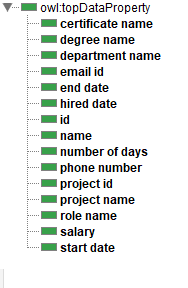 owl:topDataProperty
certificate name
degree name
department name
email id
end date
hired date
id
name
number of days
phone number
project id
project name
role name
salary
start date